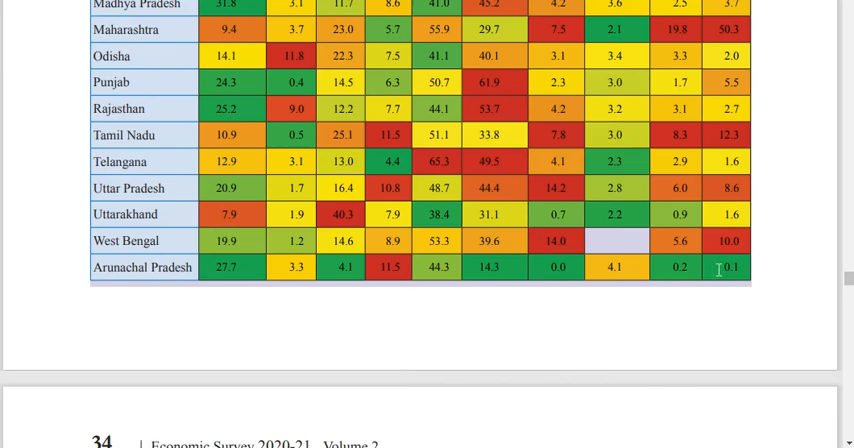 Madhya Pradesh 31.8 3.1 11.7 8.6 41.0 45.2 4.2 3.6 2.5 3.7
Maharashtra 9.4 3.7 23.0 5.7 55.9 29.7 7.5 2.1 19.8 50.3
Odisha 14.1 11.8 22.3 7.5 41.1 40.1 3.1 3.4 3.3 2.0
Punjab 24.3 0.4 14.5 6.3 50.7 61.9 2.3 3.0 1.7 5.5
Rajasthan 25.2 9.0 12.2 7.7 44.1 53.7 4.2 3.2 3.1 2.7
Tamil Nadu 10.9 0.5 25.1 11.5 51.1 33.8 7.8 3.0 8.3 12.3
Telangana 12.9 3.1 13.0 4.4 65.3 49.5 4.1 2.3 2.9 1.6
Uttar Pradesh 20.9 1.7 16.4 10.8 48.7 44.4 14.2 2.8 6.0 8.6
Uttarakhand 7.9 1.9 40.3 7.9 38.4 31.1 0.7 2.2 0.9 1.6
West Bengal 19.9 1.2 14.6 8.9 53.3 39.6 14.0 5.6 10.0
Arunachal Pradesh 27.7 3.3 4.1 11.5 44.3 14.3 0.0 4.1 0.2 0.1
34 | Economic Survey 2020-21 Volume 2